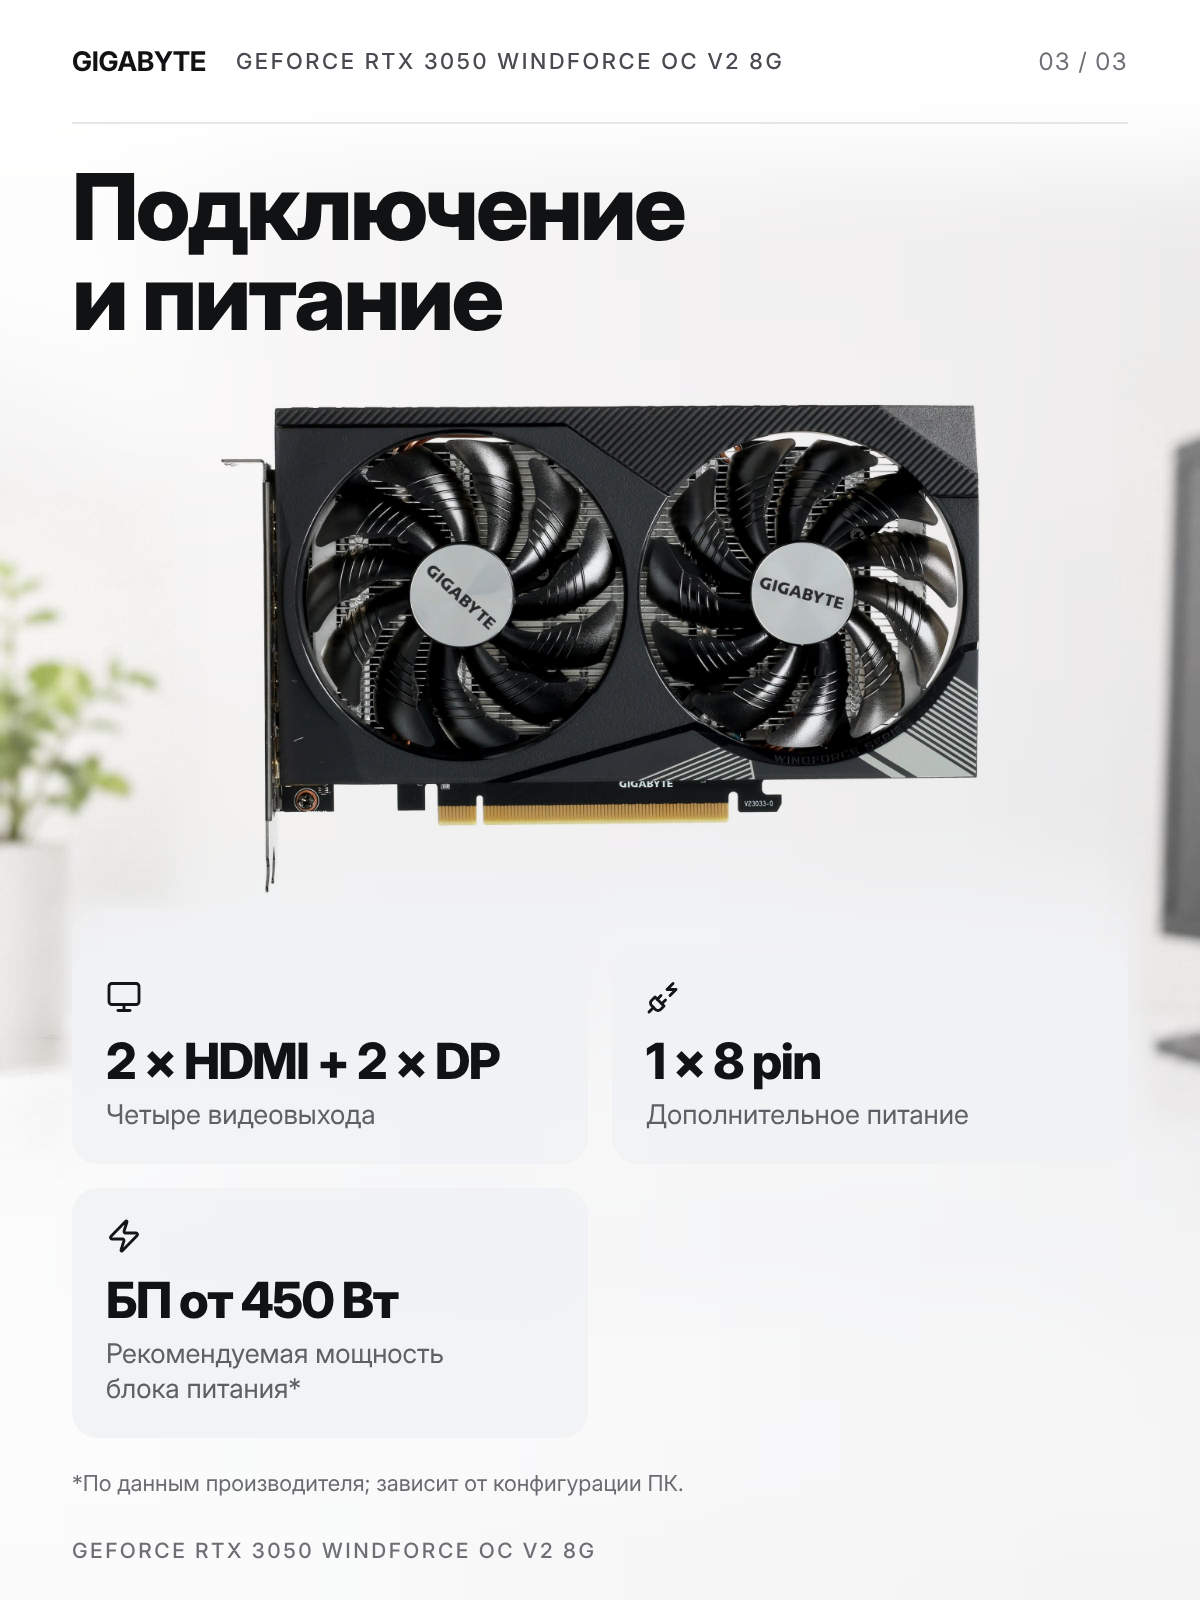 GIGABYTE GEFORCE RTX 3050 WINDFORCE OC V2 8G 03 / 03
Подключение
и питание
GIGABYTE
GIGABYTE
WINDFORCE SERIES
GIGABYTE
V23033-0
2 × HDMI + 2 × DP
Четыре видеовыхода
1 × 8 pin
Дополнительное питание
БП от 450 Вт
Рекомендуемая мощность
блока питания*
*По данным производителя; зависит от конфигурации ПК.
GEFORCE RTX 3050 WINDFORCE OC V2 8G